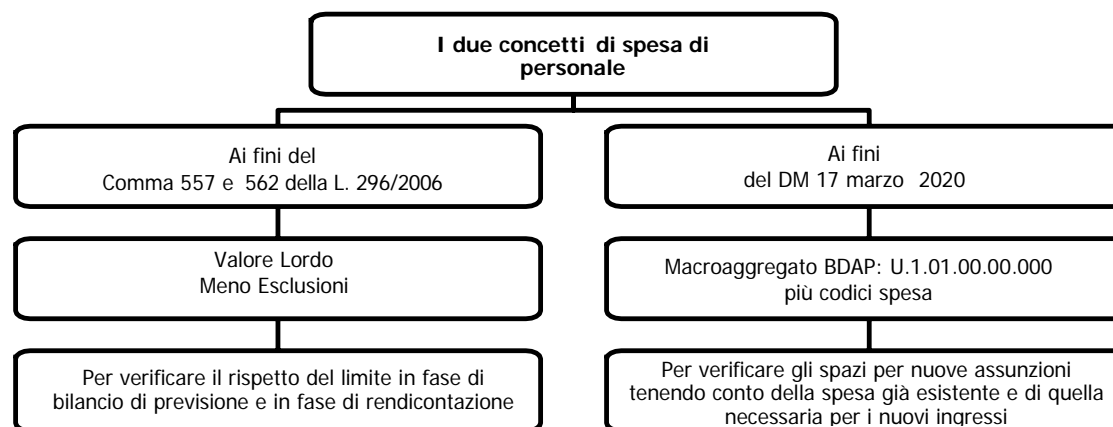 I due concetti di spesa di
personale
Ai fini del
Comma 557 e 562 della L. 296/2006
Ai fini
del DM 17 marzo 2020
Valore Lordo
Meno Esclusioni
Macroaggregato BDAP: U.1.01.00.00.000
più codici spesa
Per verificare il rispetto del limite in fase di
bilancio di previsione e in fase di rendicontazione
Per verificare gli spazi per nuove assunzioni
tenendo conto della spesa già esistente e di quella
necessaria per i nuovi ingressi